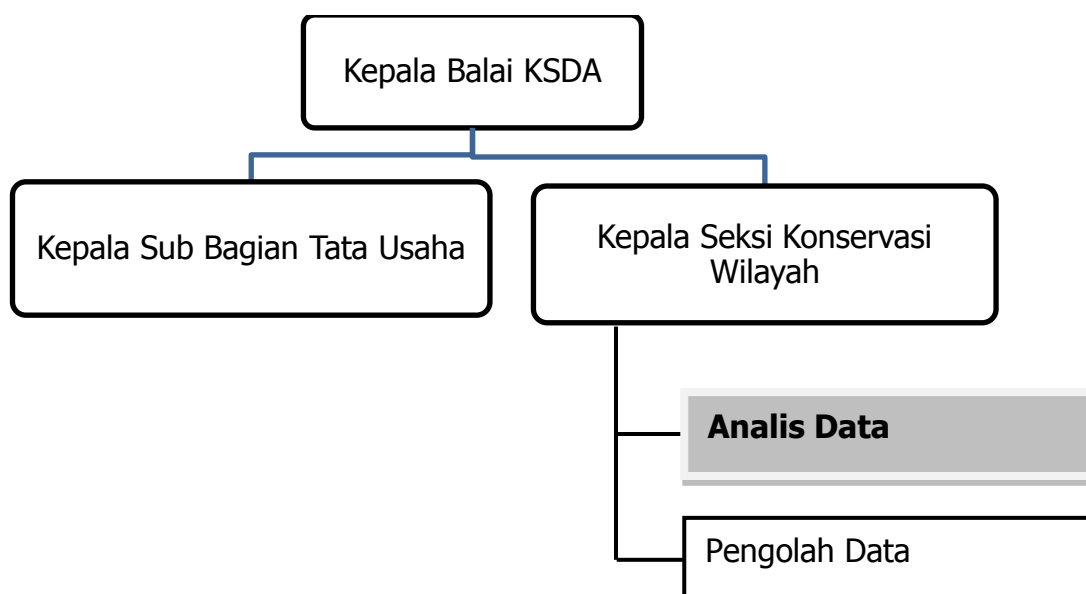 Kepala Balai KSDA
Kepala Sub Bagian Tata Usaha
Kepala Seksi Konservasi
Wilayah
Analis Data
Pengolah Data